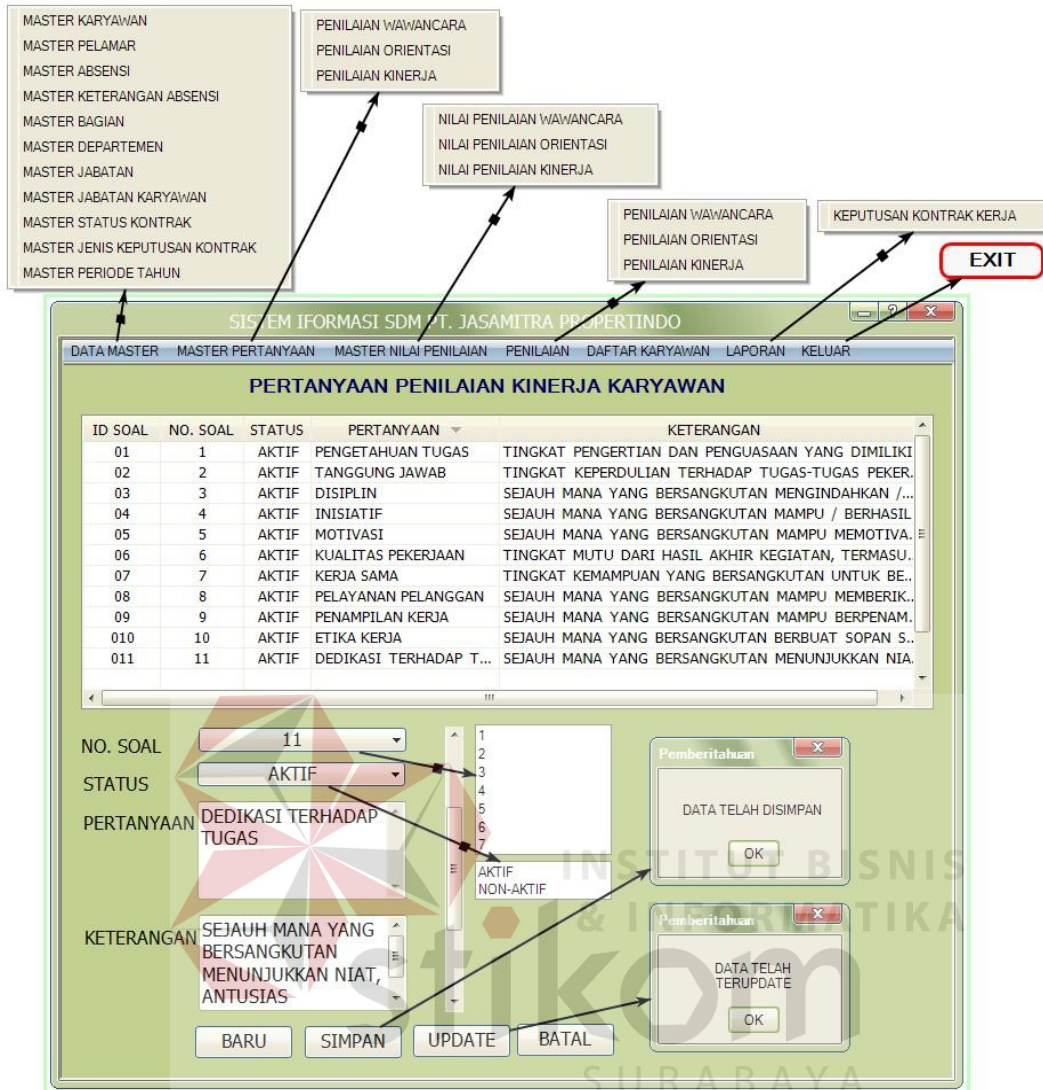 MASTER KARYAWAN
MASTER PELAMAR
MASTER ABSENSI
MASTER KETERANGAN ABSENSI
MASTER BAGIAN
MASTER DEPARTEMEN
MASTER JABATAN
MASTER JABATAN KARYAWAN
MASTER STATUS KONTRAK
MASTER JENIS KEPUTUSAN KONTRAK
MASTER PERIODE TAHUN
PENILAIAN WAWANCARA
PENILAIAN ORIENTASI
PENILAIAN KINERJA
NILAI PENILAIAN WAWANCARA
NILAI PENILAIAN ORIENTASI
NILAI PENILAIAN KINERJA
PENILAIAN WAWANCARA
PENILAIAN ORIENTASI
PENILAIAN KINERJA
KEPUTUSAN KONTRAK KERJA
EXIT
SISTEM IFORMASI SDM PT. JASAMITRA PROPERTINDO
DATA MASTER MASTER PERTANYAAN MASTER NILAI PENILAIAN PENILAIAN DAFTAR KARYAWAN LAPORAN KELUAR
PERTANYAAN PENILAIAN KINERJA KARYAWAN
ID SOAL NO. SOAL STATUS PERTANYAAN KETERANGAN
01 1 AKTIF PENGETAHUAN TUGAS TINGKAT PENGERTIAN DAN PENGUASAAN YANG DIMILIKI
02 2 AKTIF TANGGUNG JAWAB TINGKAT KEPERDULIAN TERHADAP TUGAS-TUGAS PEKER.
03 3 AKTIF DISIPLIN SEJAUH MANA YANG BERSANGKUTAN MENGINDAHKAN /...
04 4 AKTIF INISIATIF SEJAUH MANA YANG BERSANGKUTAN MAMPU / BERHASIL
05 5 AKTIF MOTIVASI SEJAUH MANA YANG BERSANGKUTAN MAMPU MEMOTIVA.
06 6 AKTIF KUALITAS PEKERJAAN TINGKAT MUTU DARI HASIL AKHIR KEGIATAN, TERMASU.
07 7 AKTIF KERJA SAMA TINGKAT KEMAMPUAN YANG BERSANGKUTAN UNTUK BE..
08 8 AKTIF PELAYANAN PELANGGAN SEJAUH MANA YANG BERSANGKUTAN MAMPU MEMBERIK..
09 9 AKTIF PENAMPILAN KERJA SEJAUH MANA YANG BERSANGKUTAN MAMPU BERPENAM.
010 10 AKTIF ETIKA KERJA SEJAUH MANA YANG BERSANGKUTAN BERBUAT SOPAN S..
011 11 AKTIF DEDIKASI TERHADAP T... SEJAUH MANA YANG BERSANGKUTAN MENUNJUKKAN NIA.
NO. SOAL 11
STATUS AKTIF
PERTANYAAN DEDIKASI TERHADAP
TUGAS
KETERANGAN SEJAUH MANA YANG
BERSANGKUTAN
MENUNJUKKAN NIAT,
ANTUSIAS
1
2
3
4
5
6
7
AKTIF
NON-AKTIF
Pemberitahuan
DATA TELAH DISIMPAN
OK
Pemberitahuan
DATA TELAH
TERUPDATE
OK
BARU SIMPAN UPDATE BATAL
INSTITUT BISNIS
& INFORMATIKA
stikom
SURABAYA